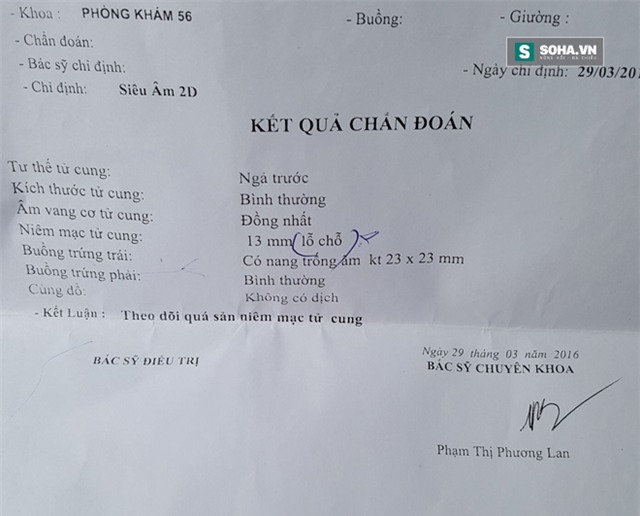 - Khoa : PHÒNG KHÁM 56 - Buồng: - Giường :
- Chẩn đoán:
- Bác sỹ chỉ định:
S SOHA.VN
- Ngày chỉ định: 29/03/201
- Chỉ định: Siêu Âm 2D
KẾT QUẢ CHẨN ĐOÁN
Tư thế tử cung: Ngả trước
Kích thước tử cung: Bình thường
Âm vang cơ tử cung: Đồng nhất
Niêm mạc tử cung: 13 mm lỗ chỗ
Buồng trứng trái: Có nang trống âm kt 23 x 23 mm
Buồng trứng phải: Bình thường
Cùng đồ: Không có dịch
- Kết Luận : Theo dõi quá sản niêm mạc tử cung
Ngày 29 tháng 03 năm 2016
BÁC SỸ ĐIỀU TRỊ BÁC SỸ CHUYÊN KHOA
Phạm Thị Phương Lan